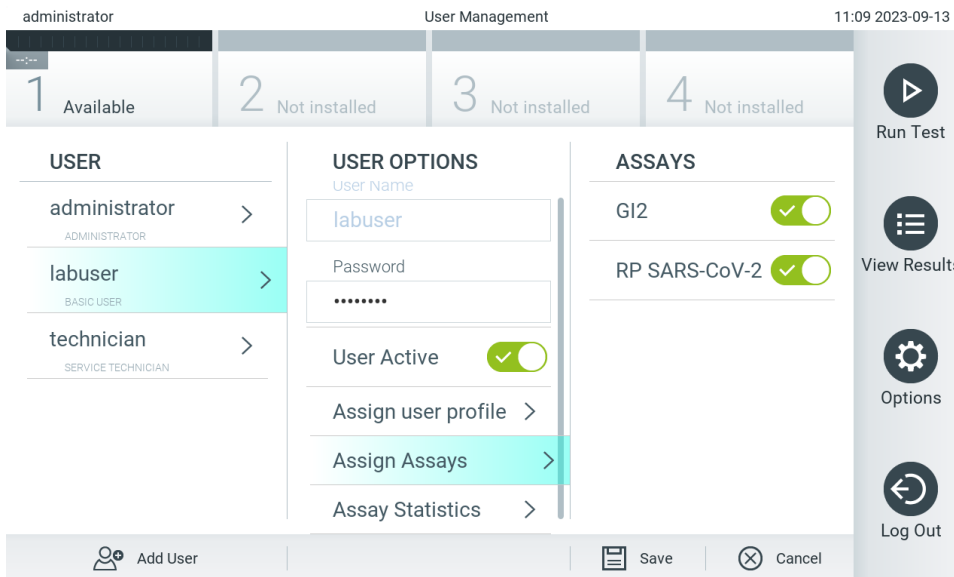 administrator User Management 11:09 2023-09-13
--:--
1 Available 2 Not installed 3 Not installed 4 Not installed
Run Test
View Results
Options
Log Out
USER
administrator
ADMINISTRATOR
labuser
BASIC USER
technician
SERVICE TECHNICIAN
USER OPTIONS
User Name
labuser
Password
••••••••
User Active
Assign user profile
Assign Assays
Assay Statistics
ASSAYS
GI2
RP SARS-CoV-2
Add User Save Cancel